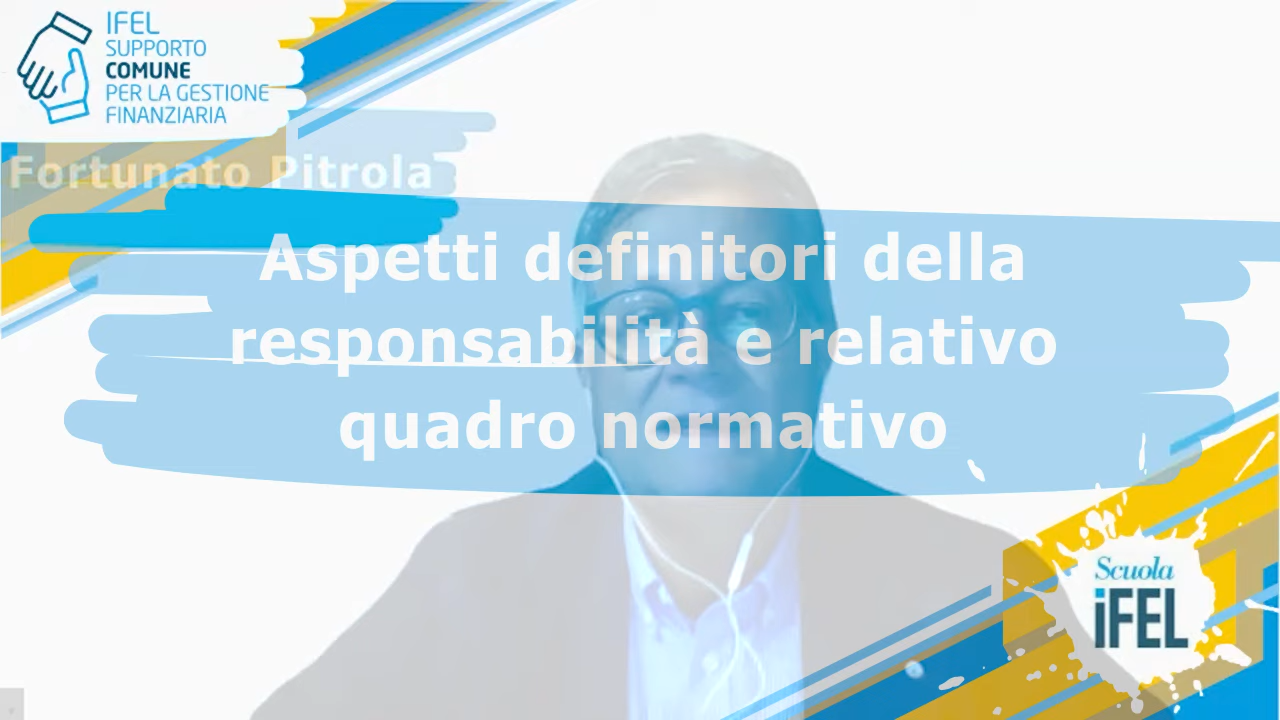 IFEL
SUPPORTO
COMUNE
PER LA GESTIONE
FINANZIARIA
Fortunato Pitrola
Aspetti definitori della
responsabilità e relativo
quadro normativo
Scuola
iFEL